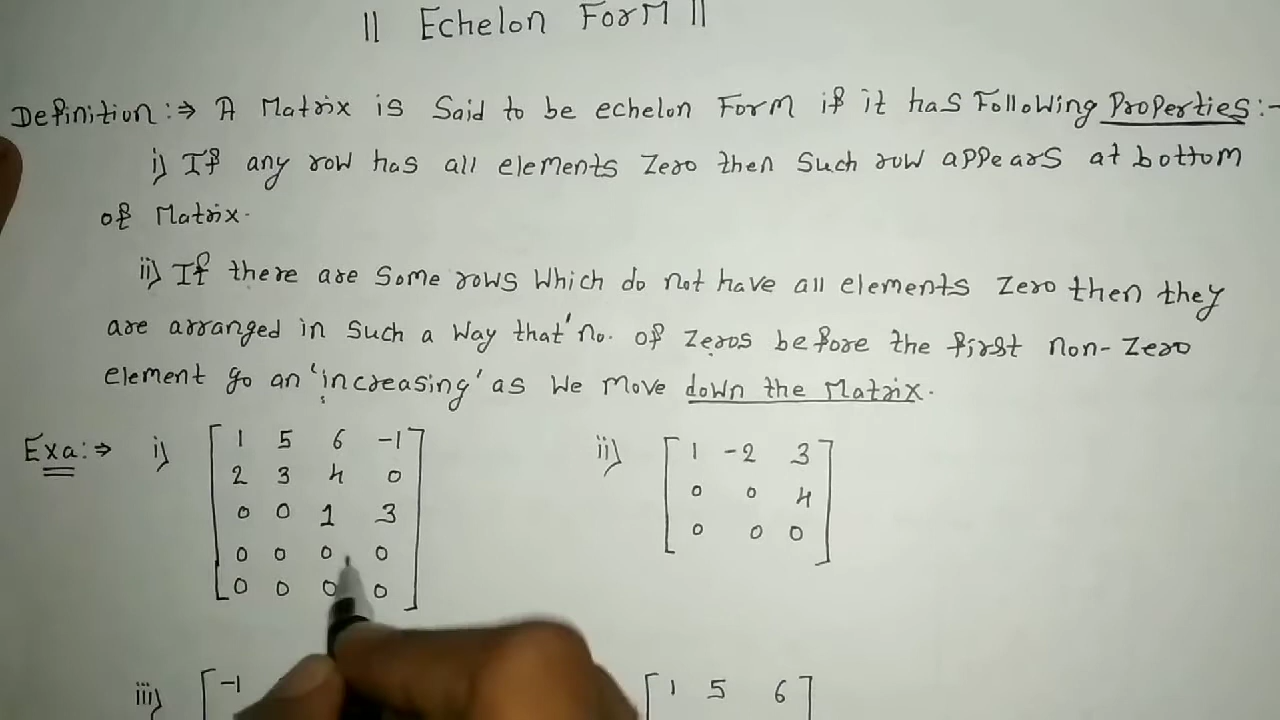 || Echelon Form ||
Definition :⇒ A Matrix is Said to be echelon Form if it has Following Properties :-
i) If any row has all elements Zero then Such row appears at bottom
of Matrix.
ii) If there are Some rows Which do not have all elements Zero then they
are arranged in Such a Way that no. of Zeros before the first non-Zero
element go an 'increasing' as We Move down the Matrix.
Exa :⇒ i) [ 1 5 6 -1
2 3 4 0
0 0 1 3
0 0 0 0
0 0 0 0 ]
ii) [ 1 -2 3
0 0 4
0 0 0 ]
iii) [ -1
[ 1 5 6 ]